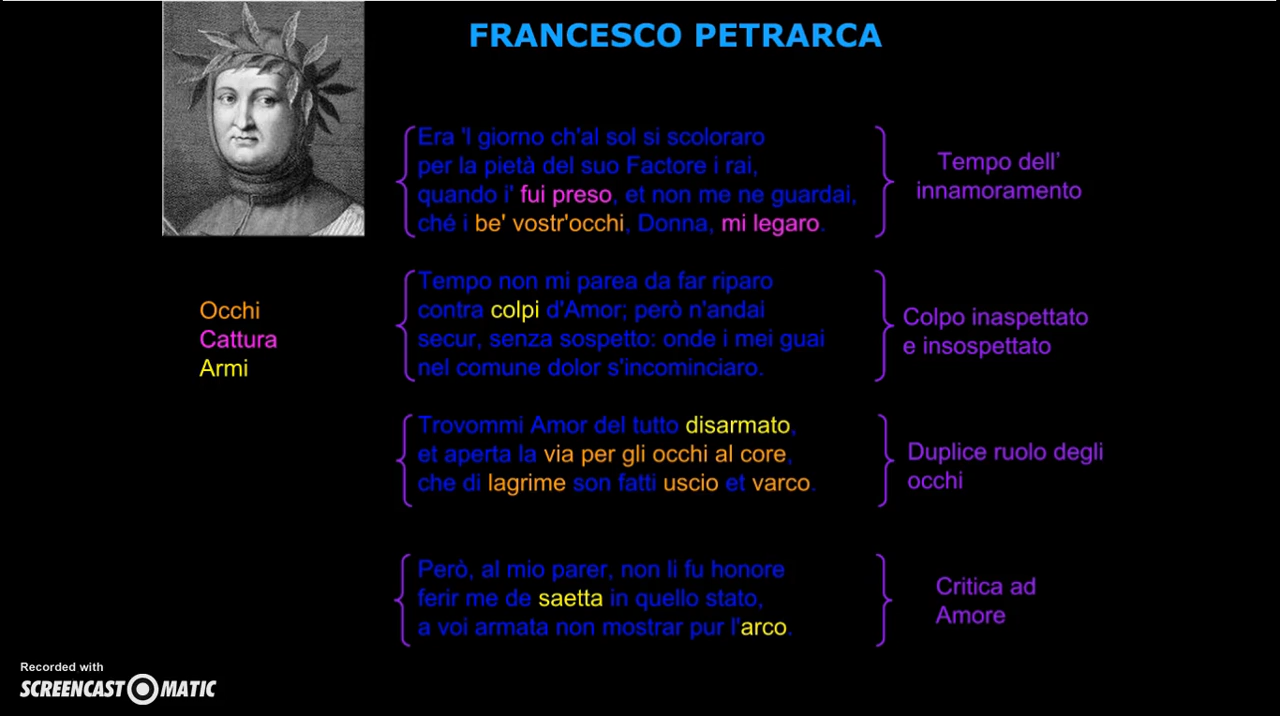 FRANCESCO PETRARCA
Era 'l giorno ch'al sol si scoloraro
per la pietà del suo Factore i rai,
quando i' fui preso, et non me ne guardai,
ché i be' vostr'occhi, Donna, mi legaro.
Tempo dell'
innamoramento
Occhi
Cattura
Armi
Tempo non mi parea da far riparo
contra colpi d'Amor; però n'andai
secur, senza sospetto: onde i mei guai
nel comune dolor s'incominciaro.
Colpo inaspettato
e insospettato
Trovommi Amor del tutto disarmato,
et aperta la via per gli occhi al core,
che di lagrime son fatti uscio et varco.
Duplice ruolo degli
occhi
Però, al mio parer, non li fu honore
ferir me de saetta in quello stato,
a voi armata non mostrar pur l'arco.
Critica ad
Amore
Recorded with
SCREENCAST MATIC